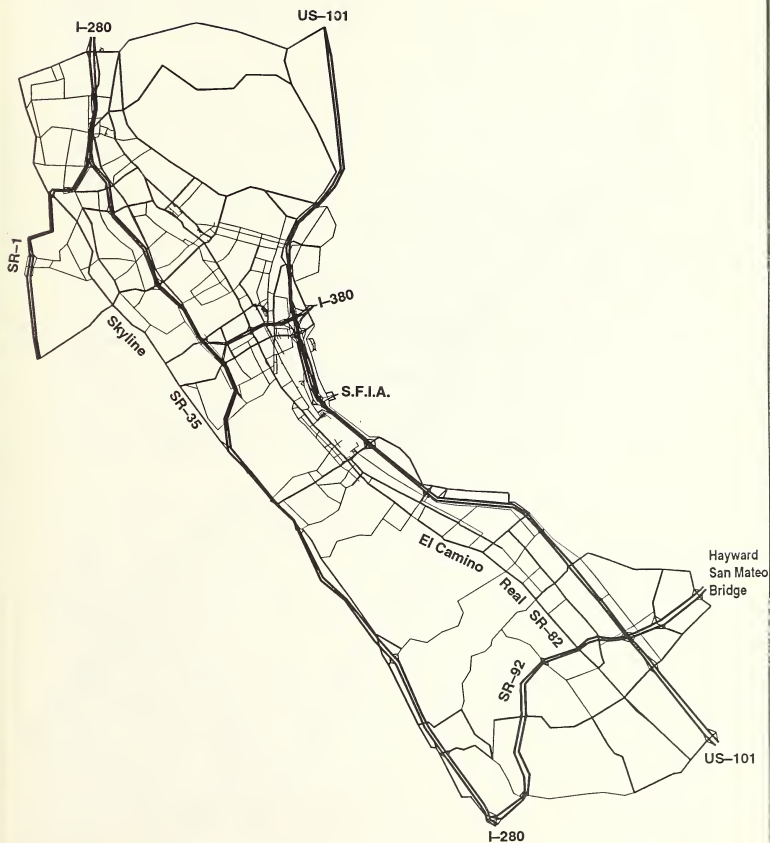 I–280
US–101
SR–1
I–380
Skyline
SR–35
S.F.I.A.
El Camino
Real
SR–82
Hayward
San Mateo
Bridge
SR–92
US–101
I–280